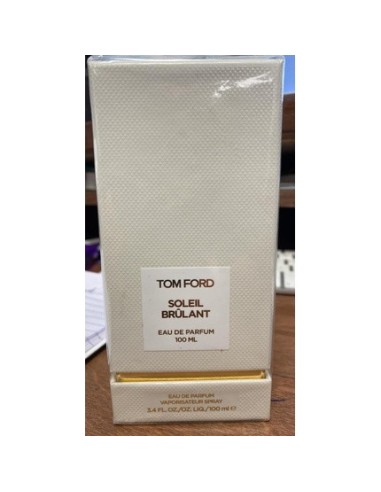 TOM FORD
SOLEIL
BRÛLANT
EAU DE PARFUM
100 ML
EAU DE PARFUM
VAPORISATEUR SPRAY
3.4 FL.OZ./OZ. LIQ./100 ml ℮